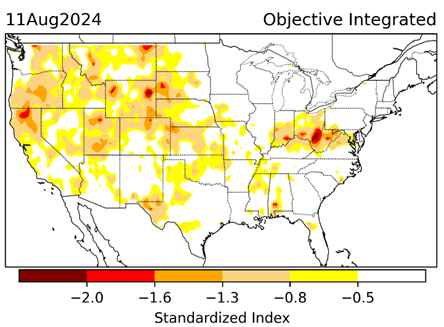 11Aug2024 Objective Integrated
−2.0 −1.6 −1.3 −0.8 −0.5
Standardized Index